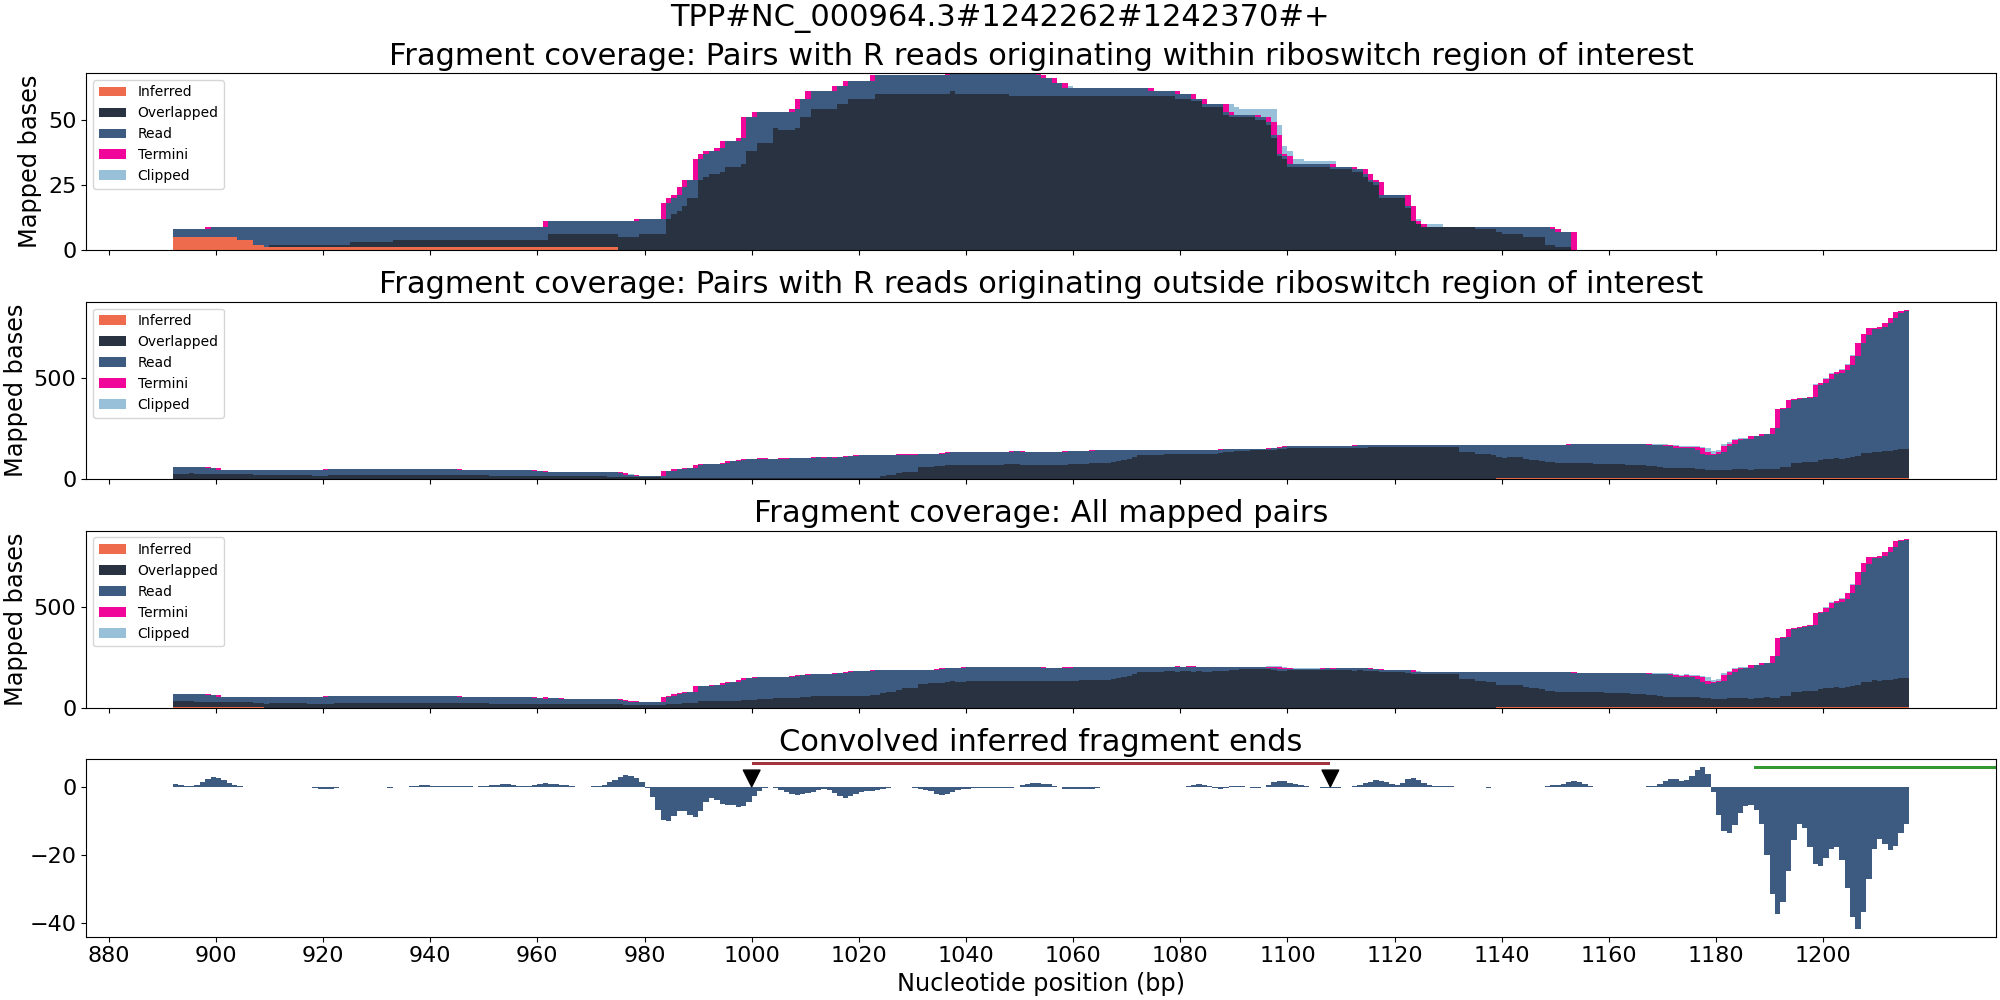 TPP#NC_000964.3#1242262#1242370#+
Fragment coverage: Pairs with R reads originating within riboswitch region of interest
Mapped bases
50
25
0
Inferred
Overlapped
Read
Termini
Clipped
Fragment coverage: Pairs with R reads originating outside riboswitch region of interest
Mapped bases
500
0
Inferred
Overlapped
Read
Termini
Clipped
Fragment coverage: All mapped pairs
Mapped bases
500
0
Inferred
Overlapped
Read
Termini
Clipped
Convolved inferred fragment ends
0
−20
−40
880 900 920 940 960 980 1000 1020 1040 1060 1080 1100 1120 1140 1160 1180 1200
Nucleotide position (bp)